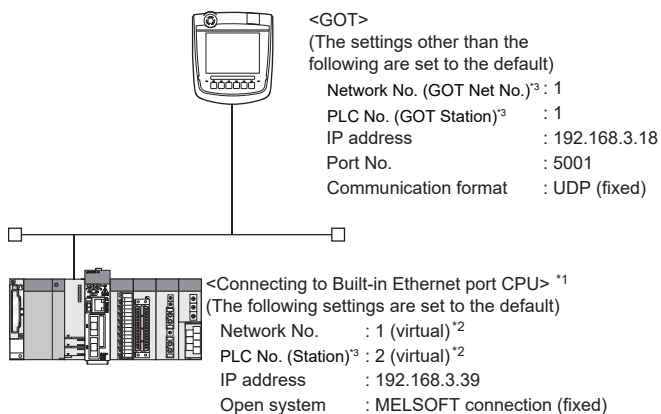 <GOT>
(The settings other than the
following are set to the default)
Network No. (GOT Net No.)*3 : 1
PLC No. (GOT Station)*3 : 1
IP address : 192.168.3.18
Port No. : 5001
Communication format : UDP (fixed)
<Connecting to Built-in Ethernet port CPU> *1
(The following settings are set to the default)
Network No. : 1 (virtual)*2
PLC No. (Station)*3 : 2 (virtual)*2
IP address : 192.168.3.39
Open system : MELSOFT connection (fixed)